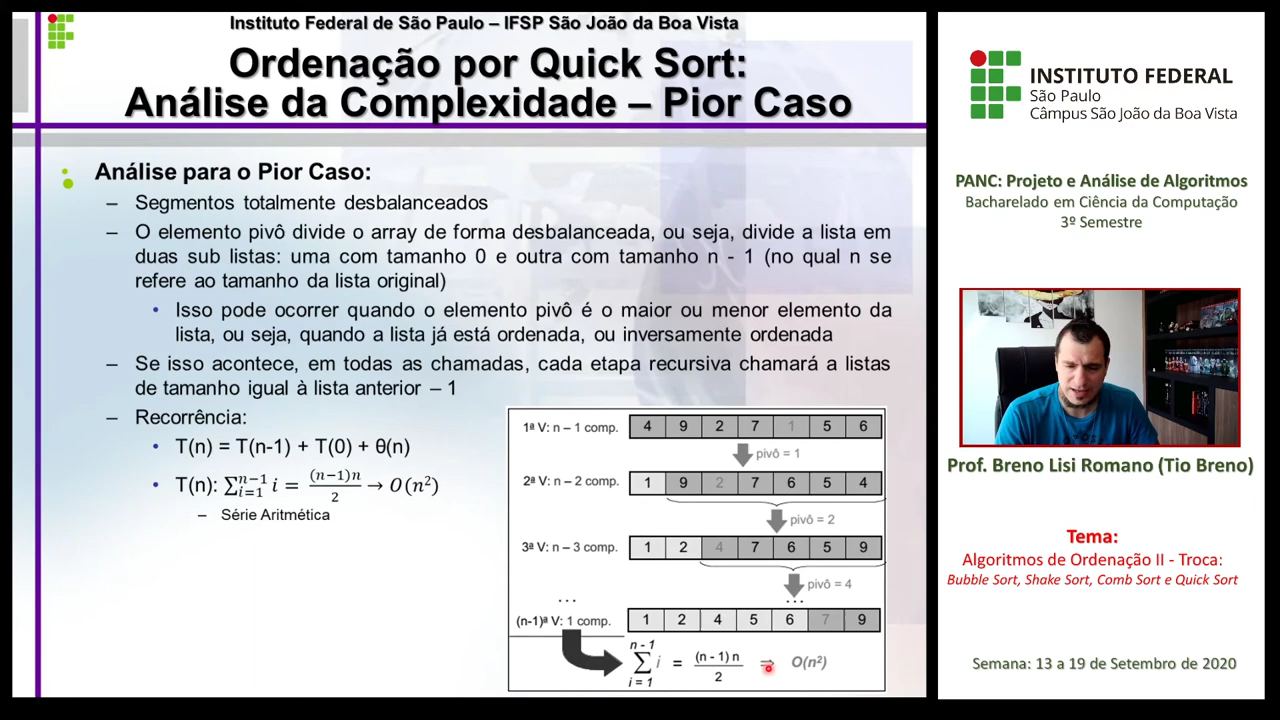 Instituto Federal de São Paulo – IFSP São João da Boa Vista
Ordenação por Quick Sort:
Análise da Complexidade – Pior Caso
• Análise para o Pior Caso:
– Segmentos totalmente desbalanceados
– O elemento pivô divide o array de forma desbalanceada, ou seja, divide a lista em
duas sub listas: uma com tamanho 0 e outra com tamanho n - 1 (no qual n se
refere ao tamanho da lista original)
• Isso pode ocorrer quando o elemento pivô é o maior ou menor elemento da
lista, ou seja, quando a lista já está ordenada, ou inversamente ordenada
– Se isso acontece, em todas as chamadas, cada etapa recursiva chamará a listas
de tamanho igual à lista anterior – 1
– Recorrência:
• T(n) = T(n-1) + T(0) + θ(n)
• T(n): ∑_{i=1}^{n−1} i = (n−1)n / 2 → O(n²)
– Série Aritmética
1ª V: n – 1 comp. 4 9 2 7 1 5 6
pivô = 1
2ª V: n – 2 comp. 1 9 2 7 6 5 4
pivô = 2
3ª V: n – 3 comp. 1 2 4 7 6 5 9
pivô = 4
... ...
(n-1)ª V: 1 comp. 1 2 4 5 6 7 9
n - 1
∑ i = (n - 1) n / 2 ⇒ O(n²)
i = 1
INSTITUTO FEDERAL
São Paulo
Câmpus São João da Boa Vista
PANC: Projeto e Análise de Algoritmos
Bacharelado em Ciência da Computação
3º Semestre
Prof. Breno Lisi Romano (Tio Breno)
Tema:
Algoritmos de Ordenação II - Troca:
Bubble Sort, Shake Sort, Comb Sort e Quick Sort
Semana: 13 a 19 de Setembro de 2020